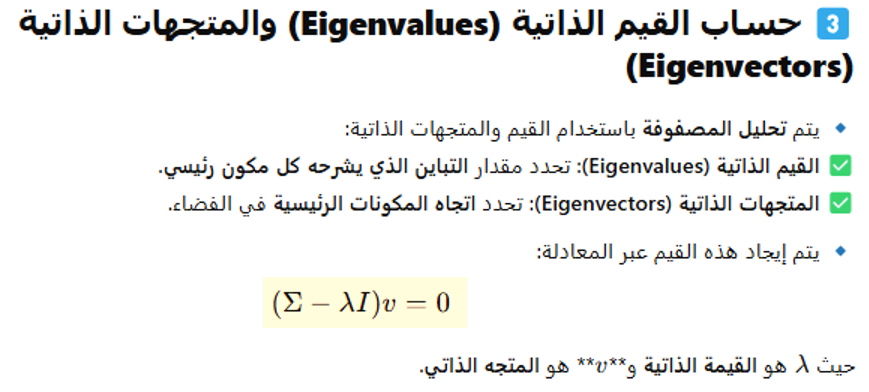 3️⃣ حساب القيم الذاتية (Eigenvalues) والمتجهات الذاتية
(Eigenvectors)
🔹 يتم تحليل المصفوفة باستخدام القيم والمتجهات الذاتية:
✅ القيم الذاتية (Eigenvalues): تحدد مقدار التباين الذي يشرحه كل مكون رئيسي.
✅ المتجهات الذاتية (Eigenvectors): تحدد اتجاه المكونات الرئيسية في الفضاء.
🔹 يتم إيجاد هذه القيم عبر المعادلة:
(Σ − λI)v = 0
حيث λ هو القيمة الذاتية و**v** هو المتجه الذاتي.